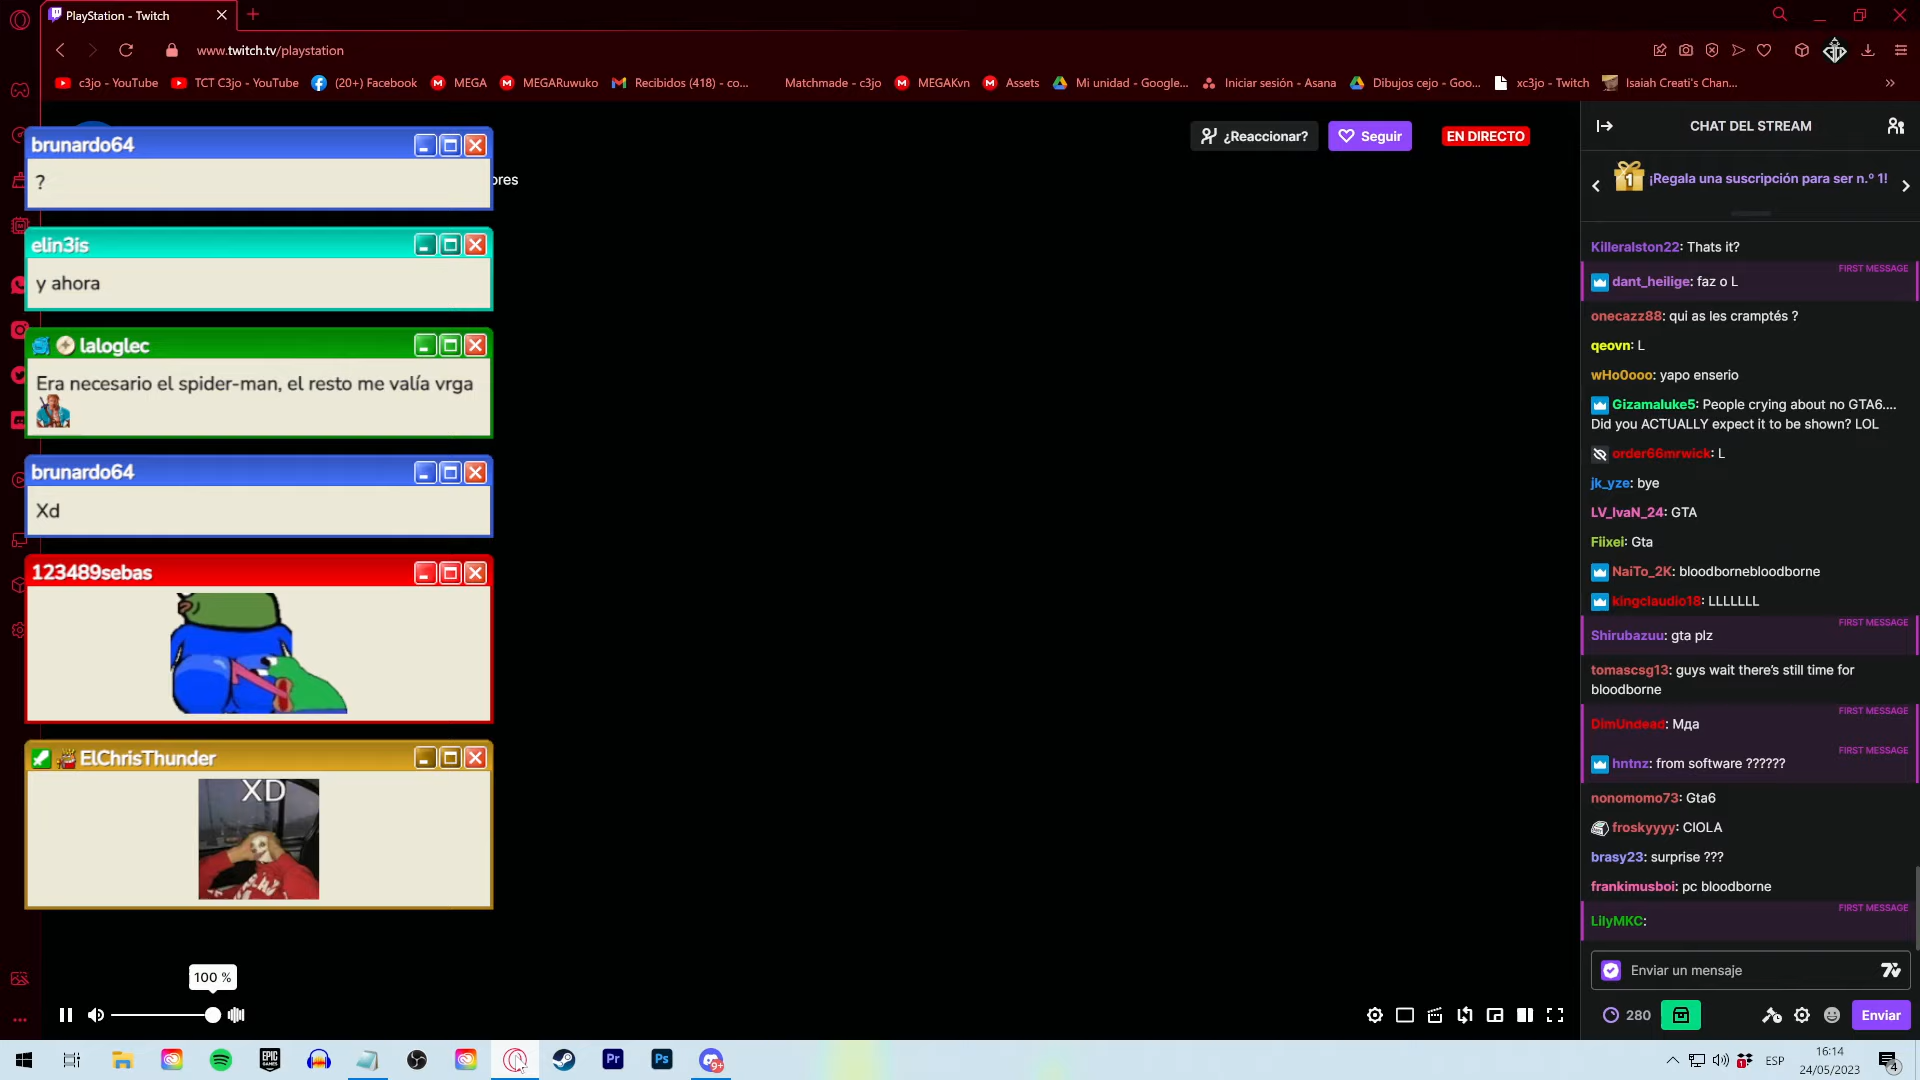 PlayStation - Twitch
www.twitch.tv/playstation
c3jo - YouTube
TCT C3jo - YouTube
(20+) Facebook
MEGA
MEGARuwuko
Recibidos (418) - co...
Matchmade - c3jo
MEGAKvn
Assets
Mi unidad - Google...
Iniciar sesión - Asana
Dibujos cejo - Goo...
xc3jo - Twitch
Isaiah Creati's Chan...
brunardo64
?
ores
elin3is
y ahora
laloglec
Era necesario el spider-man, el resto me valía vrga
brunardo64
Xd
123489sebas
ElChrisThunder
XD
¿Reaccionar?
Seguir
EN DIRECTO
100 %
CHAT DEL STREAM
1
¡Regala una suscripción para ser n.º 1!
Killeralston22: Thats it?
FIRST MESSAGE
dant_heilige: faz o L
onecazz88: qui as les cramptés ?
qeovn: L
wHo0ooo: yapo enserio
Gizamaluke5: People crying about no GTA6....
Did you ACTUALLY expect it to be shown? LOL
order66mrwick: L
jk_yze: bye
LV_IvaN_24: GTA
Fiixei: Gta
NaiTo_2K: bloodbornebloodborne
kingclaudio18: LLLLLLL
FIRST MESSAGE
Shirubazuu: gta plz
tomascsg13: guys wait there's still time for
bloodborne
FIRST MESSAGE
DimUndead: Мда
FIRST MESSAGE
hntnz: from software ??????
nonomomo73: Gta6
froskyyyy: CIOLA
brasy23: surprise ???
frankimusboi: pc bloodborne
FIRST MESSAGE
LilyMKC:
Enviar un mensaje
280
Enviar
EPIC
GAMES
Pr
Ps
9+
ESP
16:14
24/05/2023
4